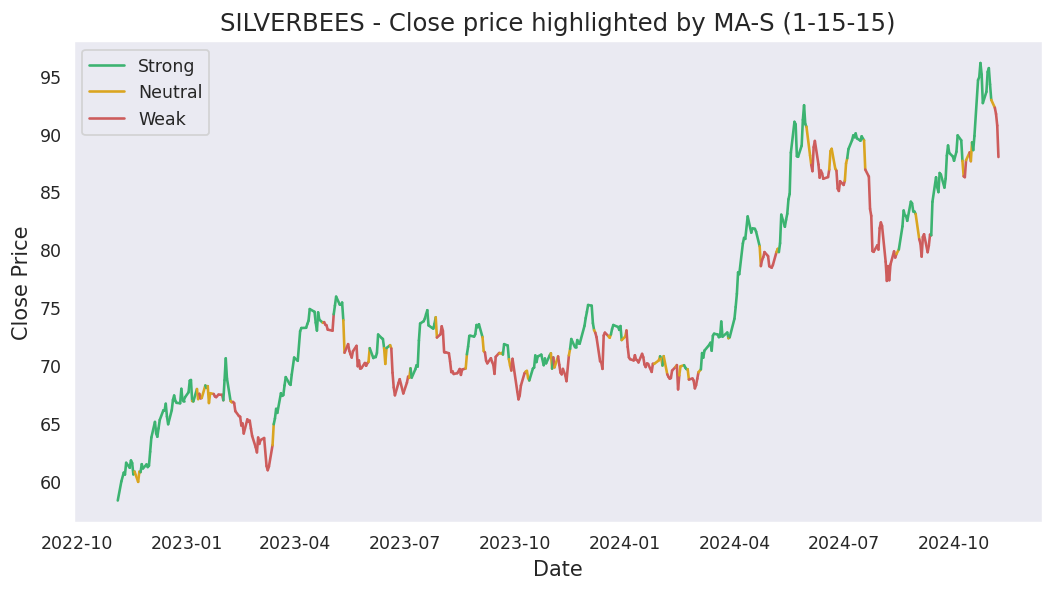 SILVERBEES - Close price highlighted by MA-S (1-15-15)
Strong
Neutral
Weak
Close Price
95
90
85
80
75
70
65
60
2022-10 2023-01 2023-04 2023-07 2023-10 2024-01 2024-04 2024-07 2024-10
Date